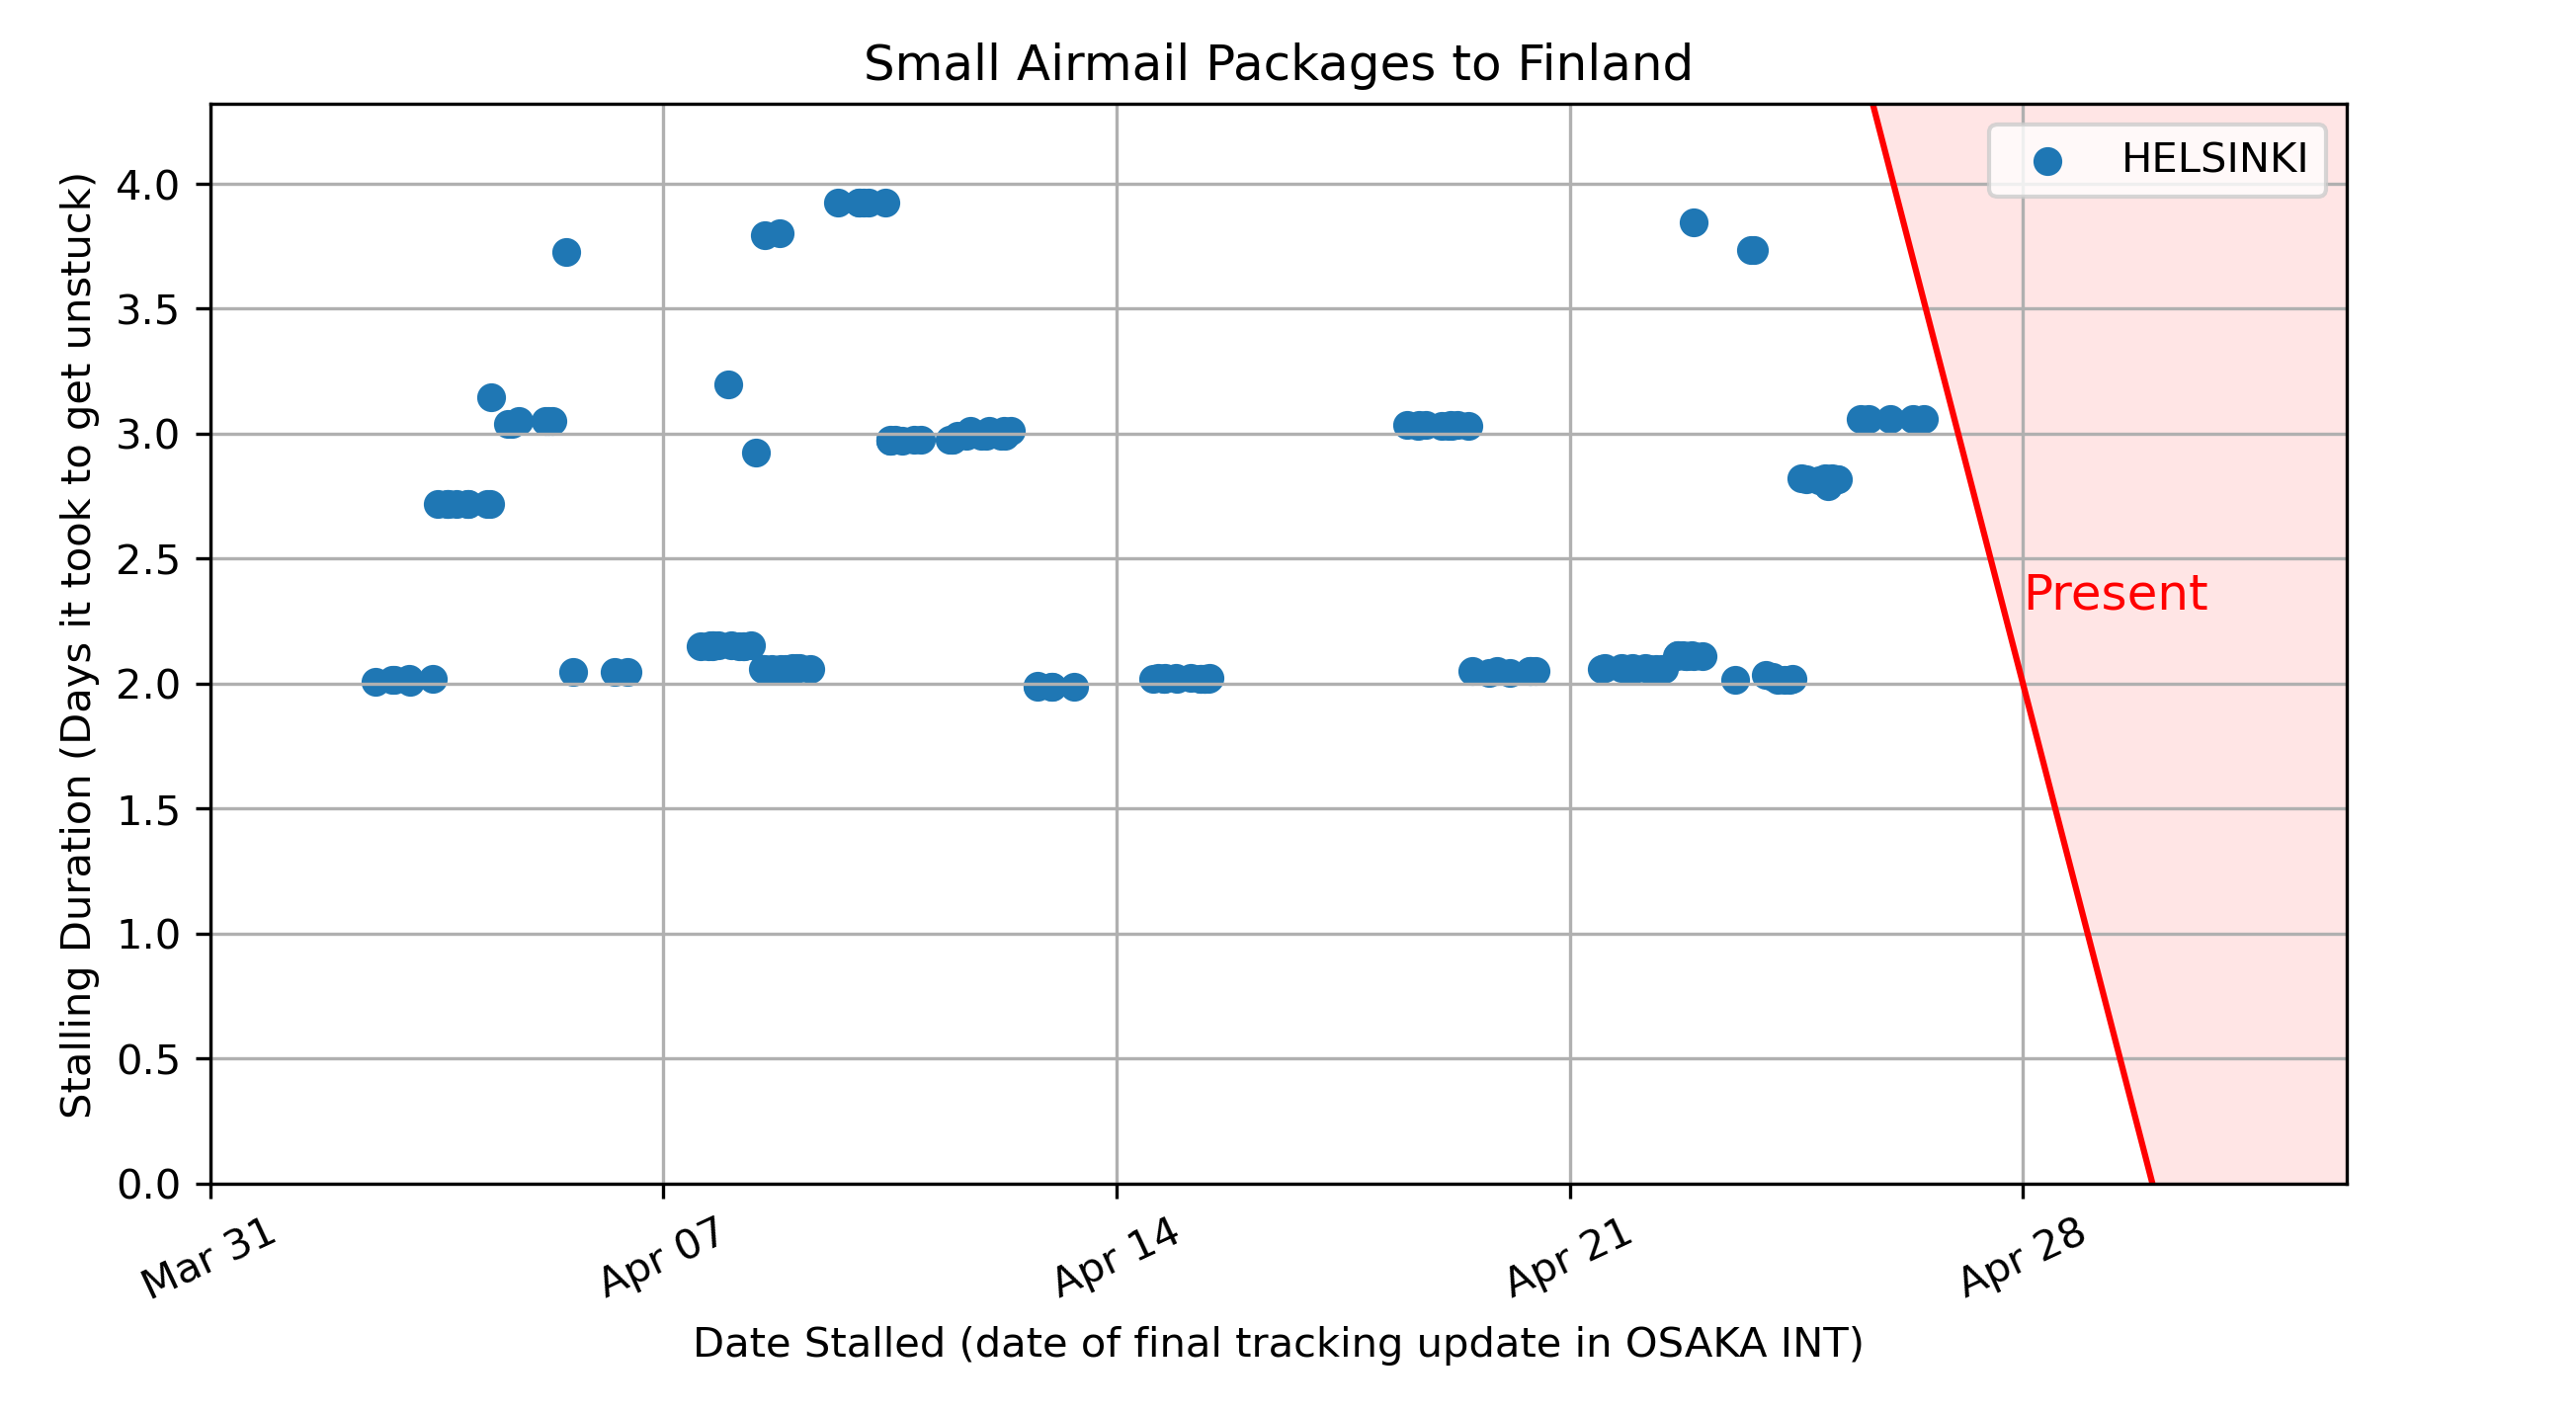 Small Airmail Packages to Finland
HELSINKI
Stalling Duration (Days it took to get unstuck)
4.0
3.5
3.0
2.5
2.0
1.5
1.0
0.5
0.0
Present
Mar 31
Apr 07
Apr 14
Apr 21
Apr 28
Date Stalled (date of final tracking update in OSAKA INT)